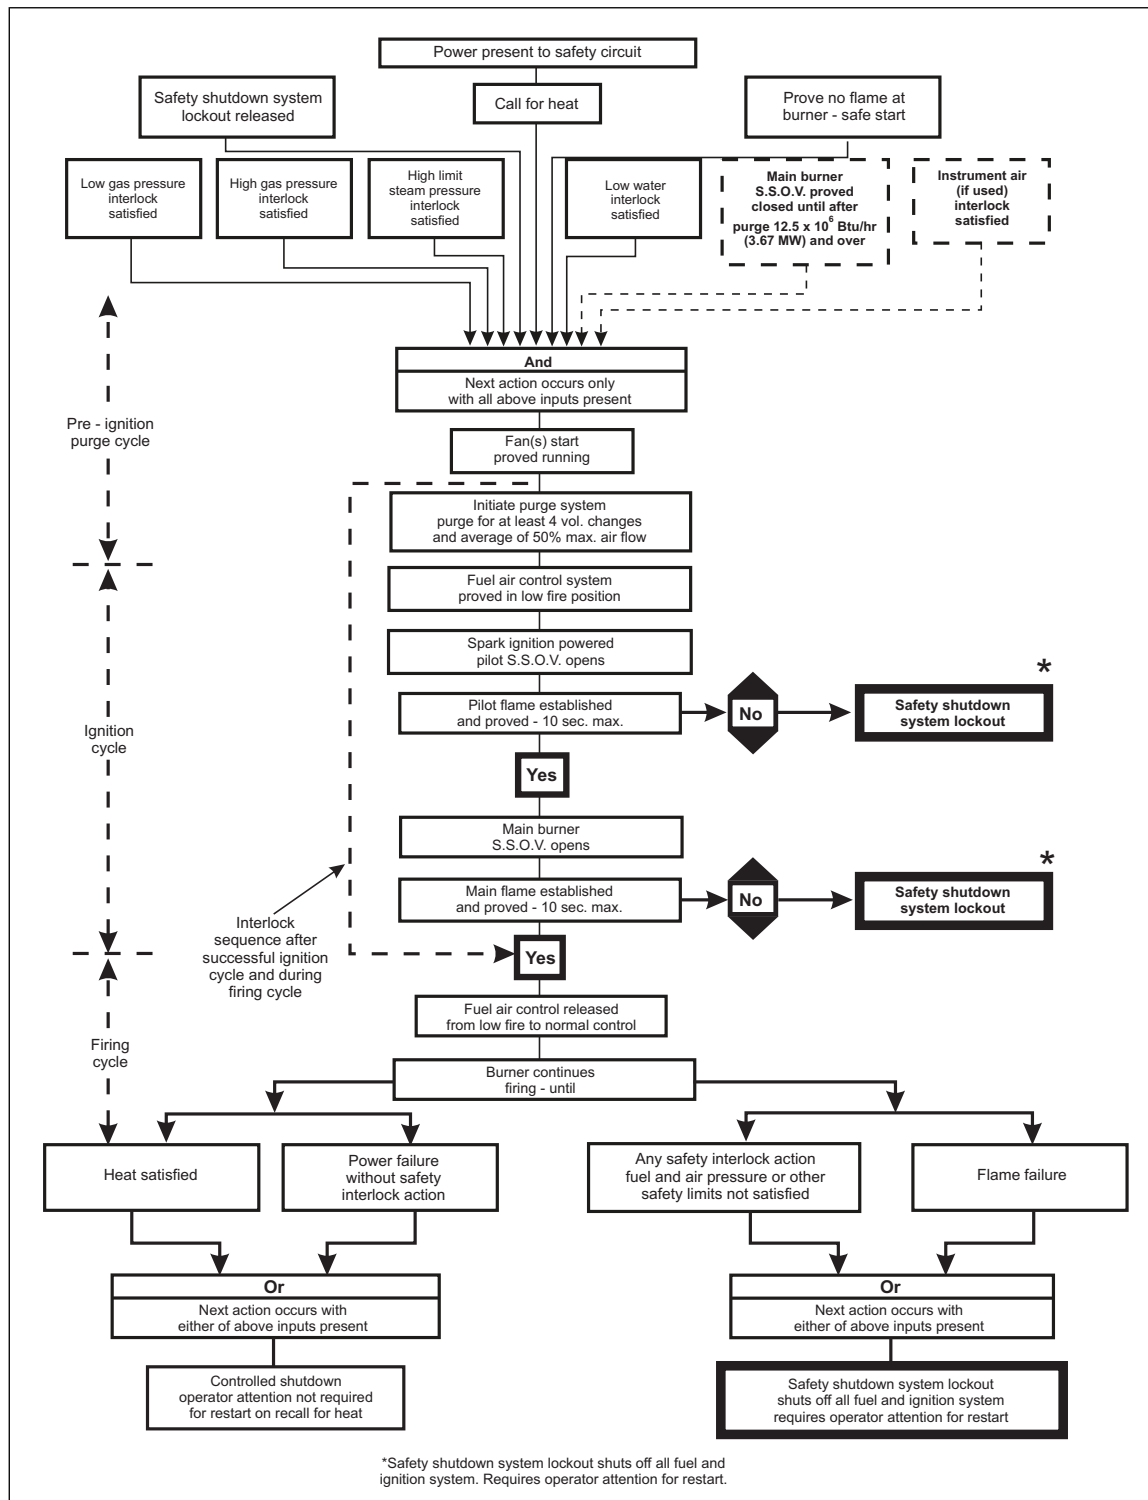 Power present to safety circuit
Safety shutdown system
lockout released
Call for heat
Prove no flame at
burner - safe start
Low gas pressure
interlock
satisfied
High gas pressure
interlock
satisfied
High limit
steam pressure
interlock
satisfied
Low water
interlock
satisfied
Main burner
S.S.O.V. proved
closed until after
purge 12.5 x 10⁶ Btu/hr
(3.67 MW) and over
Instrument air
(if used)
interlock
satisfied
And
Next action occurs only
with all above inputs present
Pre - ignition
purge cycle
Fan(s) start
proved running
Initiate purge system
purge for at least 4 vol. changes
and average of 50% max. air flow
Fuel air control system
proved in low fire position
Spark ignition powered
pilot S.S.O.V. opens
Pilot flame established
and proved - 10 sec. max.
No
*
Safety shutdown
system lockout
Ignition
cycle
Yes
Main burner
S.S.O.V. opens
Main flame established
and proved - 10 sec. max.
No
*
Safety shutdown
system lockout
Interlock
sequence after
successful ignition
cycle and during
firing cycle
Yes
Fuel air control released
from low fire to normal control
Firing
cycle
Burner continues
firing - until
Heat satisfied
Power failure
without safety
interlock action
Any safety interlock action
fuel and air pressure or other
safety limits not satisfied
Flame failure
Or
Next action occurs with
either of above inputs present
Or
Next action occurs with
either of above inputs present
Controlled shutdown
operator attention not required
for restart on recall for heat
Safety shutdown system lockout
shuts off all fuel and ignition system
requires operator attention for restart
*Safety shutdown system lockout shuts off all fuel and
ignition system. Requires operator attention for restart.